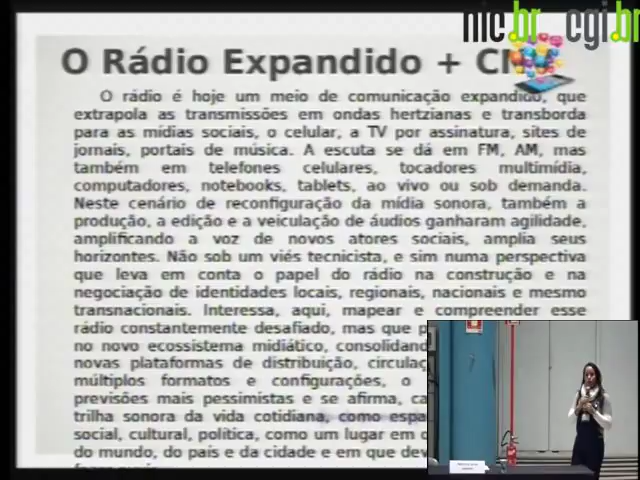 nic.br cgi.br
O Rádio Expandido +
O rádio é hoje um meio de comunicação expandido, que
extrapola as transmissões em ondas hertzianas e transborda
para as mídias sociais, o celular, a TV por assinatura, sites de
jornais, portais de música. A escuta se dá em FM, AM, mas
também em telefones celulares, tocadores multimídia,
computadores, notebooks, tablets, ao vivo ou sob demanda.
Neste cenário de reconfiguração da mídia sonora, também a
produção, a edição e a veiculação de áudios ganharam agilidade,
amplificando a voz de novos atores sociais, amplia seus
horizontes. Não sob um viés tecnicista, e sim numa perspectiva
que leva em conta o papel do rádio na construção e na
negociação de identidades locais, regionais, nacionais e mesmo
transnacionais. Interessa, aqui, mapear e compreender esse
rádio constantemente desafiado, mas que
no novo ecossistema midiático,
novas plataformas de distribuição,
múltiplos formatos e configurações, o
previsões mais pessimistas e se afirma,
trilha sonora da vida cotidiana, como
social, cultural, política, como um lugar em
do mundo, do país e da cidade e em que